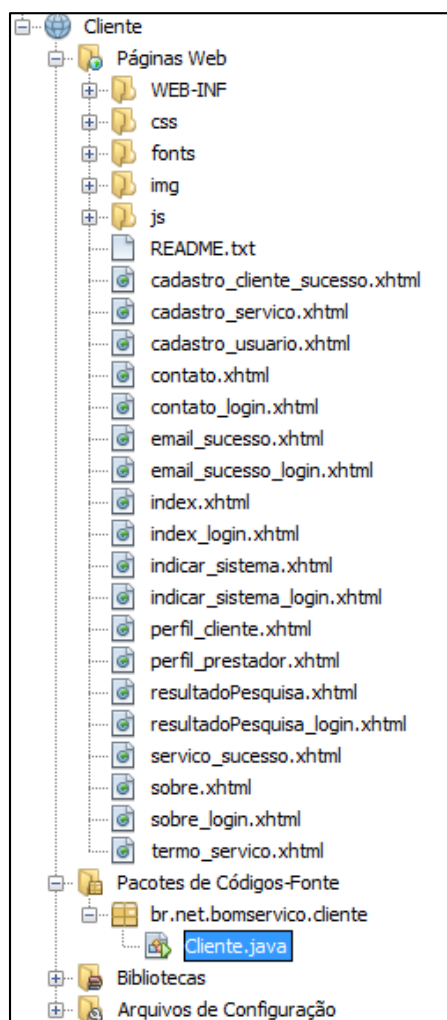 Cliente
Páginas Web
WEB-INF
css
fonts
img
js
README.txt
cadastro_cliente_sucesso.xhtml
cadastro_servico.xhtml
cadastro_usuario.xhtml
contato.xhtml
contato_login.xhtml
email_sucesso.xhtml
email_sucesso_login.xhtml
index.xhtml
index_login.xhtml
indicar_sistema.xhtml
indicar_sistema_login.xhtml
perfil_cliente.xhtml
perfil_prestador.xhtml
resultadoPesquisa.xhtml
resultadoPesquisa_login.xhtml
servico_sucesso.xhtml
sobre.xhtml
sobre_login.xhtml
termo_servico.xhtml
Pacotes de Códigos-Fonte
br.net.bomservico.cliente
Cliente.java
Bibliotecas
Arquivos de Configuração